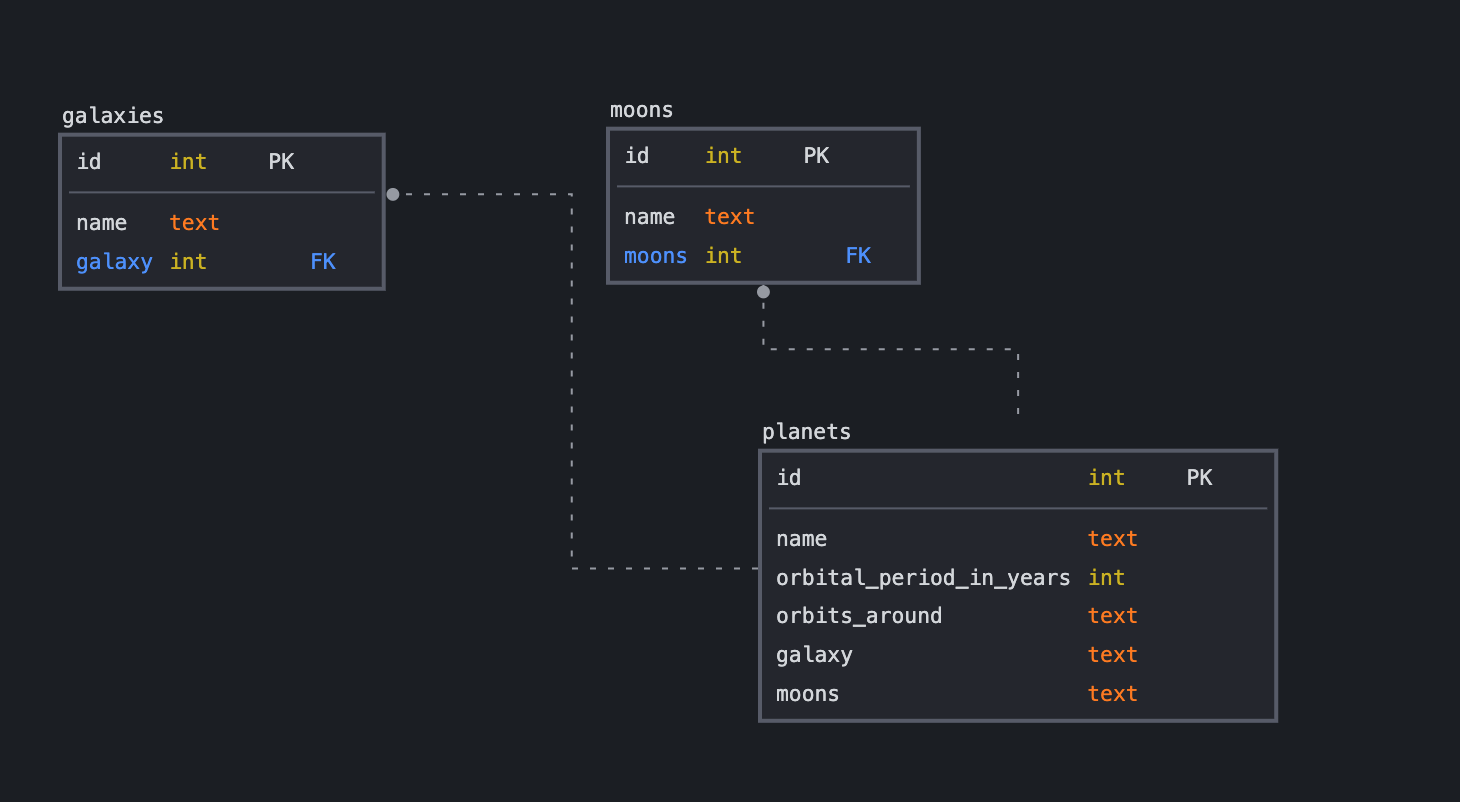 galaxies
id int PK
name text
galaxy int FK
moons
id int PK
name text
moons int FK
planets
id int PK
name text
orbital_period_in_years int
orbits_around text
galaxy text
moons text